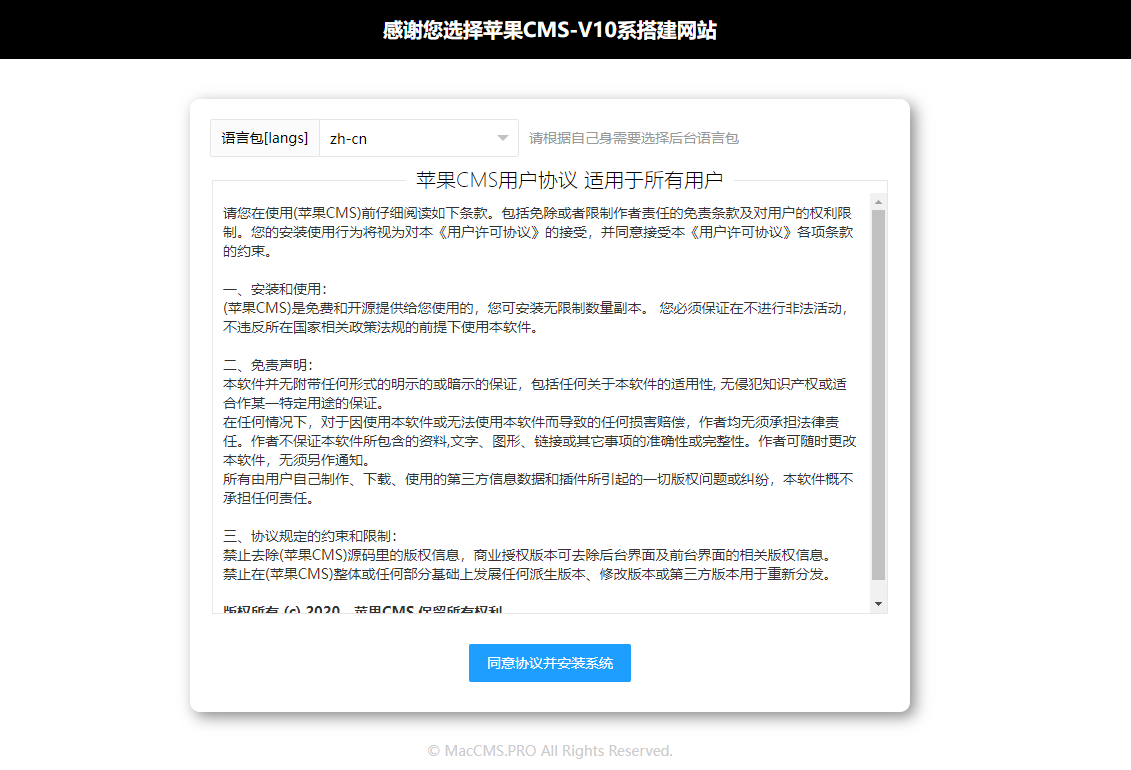 感谢您选择苹果CMS-V10系搭建网站
语言包[langs] zh-cn 请根据自己身需要选择后台语言包
苹果CMS用户协议 适用于所有用户
请您在使用(苹果CMS)前仔细阅读如下条款。包括免除或者限制作者责任的免责条款及对用户的权利限
制。您的安装使用行为将视为对本《用户许可协议》的接受，并同意接受本《用户许可协议》各项条款
的约束。
一、安装和使用：
(苹果CMS)是免费和开源提供给您使用的，您可安装无限制数量副本。 您必须保证在不进行非法活动，
不违反所在国家相关政策法规的前提下使用本软件。
二、免责声明：
本软件并无附带任何形式的明示的或暗示的保证，包括任何关于本软件的适用性, 无侵犯知识产权或适
合作某一特定用途的保证。
在任何情况下，对于因使用本软件或无法使用本软件而导致的任何损害赔偿，作者均无须承担法律责
任。作者不保证本软件所包含的资料,文字、图形、链接或其它事项的准确性或完整性。作者可随时更改
本软件，无须另作通知。
所有由用户自己制作、下载、使用的第三方信息数据和插件所引起的一切版权问题或纠纷，本软件概不
承担任何责任。
三、协议规定的约束和限制：
禁止去除(苹果CMS)源码里的版权信息，商业授权版本可去除后台界面及前台界面的相关版权信息。
禁止在(苹果CMS)整体或任何部分基础上发展任何派生版本、修改版本或第三方版本用于重新分发。
版权所有 (c) 2020，苹果CMS 保留所有权利
同意协议并安装系统
© MacCMS.PRO All Rights Reserved.